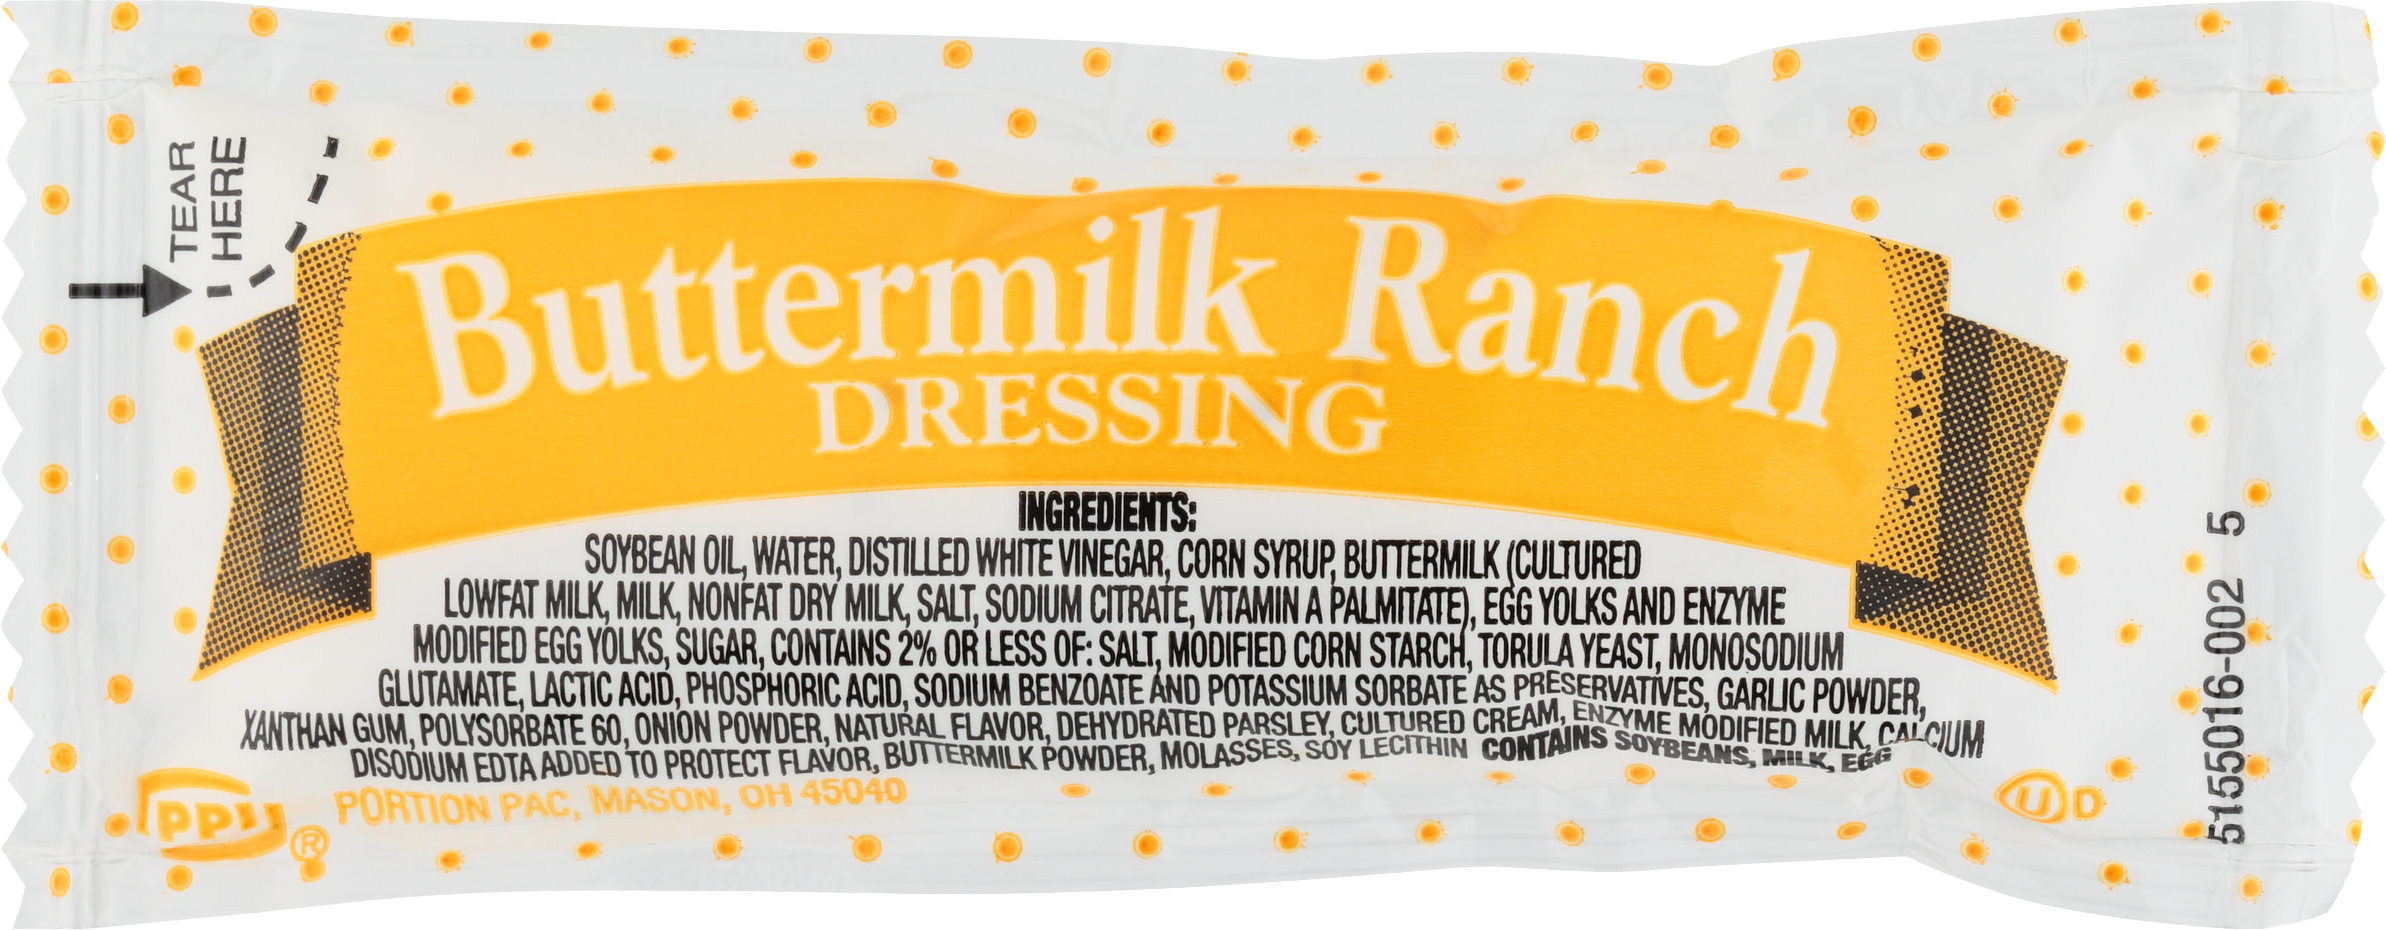 TEAR
HERE
Buttermilk Ranch
DRESSING
INGREDIENTS:
SOYBEAN OIL, WATER, DISTILLED WHITE VINEGAR, CORN SYRUP, BUTTERMILK (CULTURED
LOWFAT MILK, MILK, NONFAT DRY MILK, SALT, SODIUM CITRATE, VITAMIN A PALMITATE), EGG YOLKS AND ENZYME
MODIFIED EGG YOLKS, SUGAR, CONTAINS 2% OR LESS OF: SALT, MODIFIED CORN STARCH, TORULA YEAST, MONOSODIUM
GLUTAMATE, LACTIC ACID, PHOSPHORIC ACID, SODIUM BENZOATE AND POTASSIUM SORBATE AS PRESERVATIVES, GARLIC POWDER,
XANTHAN GUM, POLYSORBATE 60, ONION POWDER, NATURAL FLAVOR, DEHYDRATED PARSLEY, CULTURED CREAM, ENZYME MODIFIED MILK, CALCIUM
DISODIUM EDTA ADDED TO PROTECT FLAVOR, BUTTERMILK POWDER, MOLASSES, SOY LECITHIN CONTAINS SOYBEANS, MILK, EGG
PPI ®
PORTION PAC, MASON, OH 45040
U D
5155016-002 5